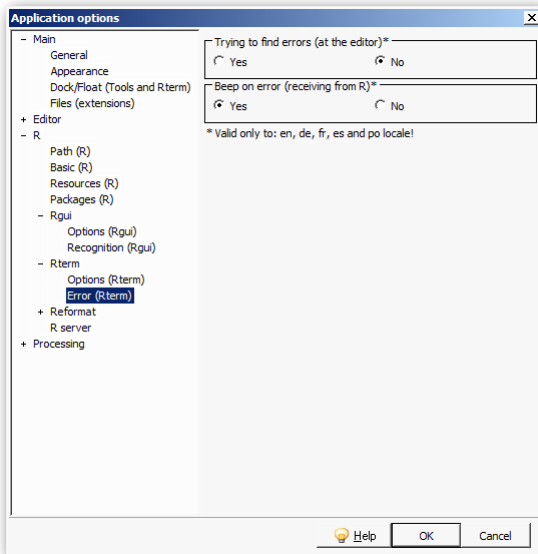 Application options
Main
General
Appearance
Dock/Float (Tools and Rterm)
Files (extensions)
Editor
R
Path (R)
Basic (R)
Resources (R)
Packages (R)
Rgui
Options (Rgui)
Recognition (Rgui)
Rterm
Options (Rterm)
Error (Rterm)
Reformat
R server
Processing
Trying to find errors (at the editor)*
Yes No
Beep on error (receiving from R)*
Yes No
* Valid only to: en, de, fr, es and po locale!
Help OK Cancel